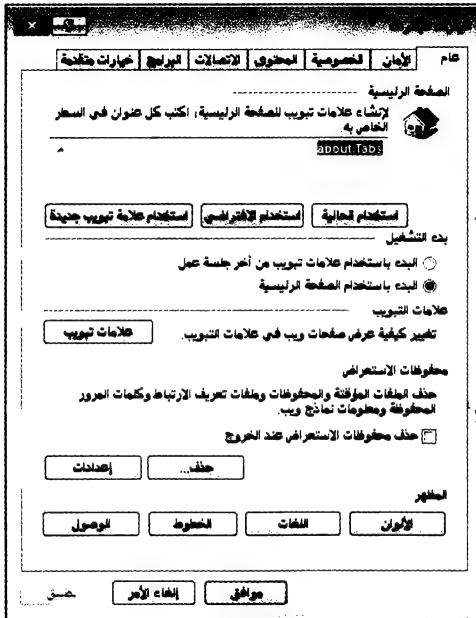 عام الأمان الخصوصية المحتوى الاتصالات البرامج خيارات متقدمة
الصفحة الرئيسية
لإنشاء علامات تبويب للصفحة الرئيسية، اكتب كل عنوان في السطر
الخاص به.
about:Tabs
استخدام الحالية استخدام الافتراضي استخدام علامة تبويب جديدة
بدء التشغيل
البدء باستخدام علامات تبويب من آخر جلسة عمل
البدء باستخدام الصفحة الرئيسية
علامات التبويب
تغيير كيفية عرض صفحات ويب في علامات التبويب. علامات تبويب
محفوظات الاستعراض
حذف الملفات المؤقتة والمحفوظات وملفات تعريف الارتباط وكلمات المرور
المحفوظة ومعلومات نماذج ويب.
حذف محفوظات الاستعراض عند الخروج
حذف... إعدادات
المظهر
الألوان اللغات الخطوط الوصول
موافق إلغاء الأمر